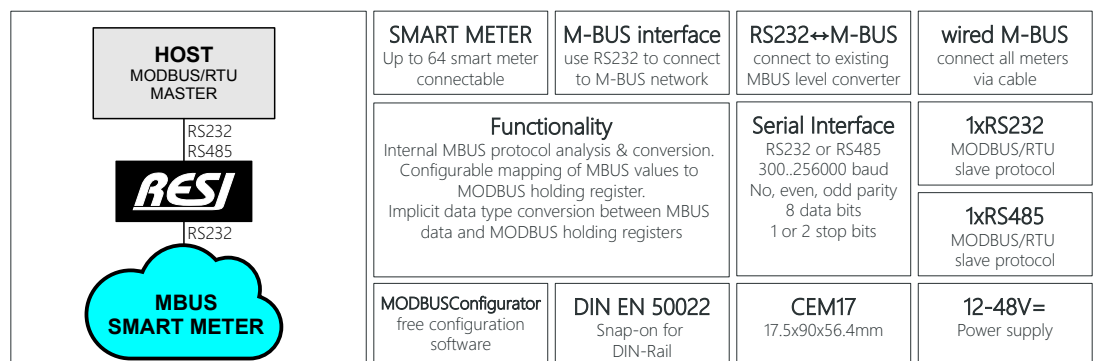 HOST
MODBUS/RTU
MASTER
RS232
RS485
RESI
RS232
MBUS
SMART METER
SMART METER
Up to 64 smart meter
connectable
M-BUS interface
use RS232 to connect
to M-BUS network
RS232↔M-BUS
connect to existing
MBUS level converter
wired M-BUS
connect all meters
via cable
Functionality
Internal MBUS protocol analysis & conversion.
Configurable mapping of MBUS values to
MODBUS holding register.
Implicit data type conversion between MBUS
data and MODBUS holding registers
Serial Interface
RS232 or RS485
300..256000 baud
No, even, odd parity
8 data bits
1 or 2 stop bits
1xRS232
MODBUS/RTU
slave protocol
1xRS485
MODBUS/RTU
slave protocol
MODBUSConfigurator
free configuration
software
DIN EN 50022
Snap-on for
DIN-Rail
CEM17
17.5x90x56.4mm
12-48V=
Power supply